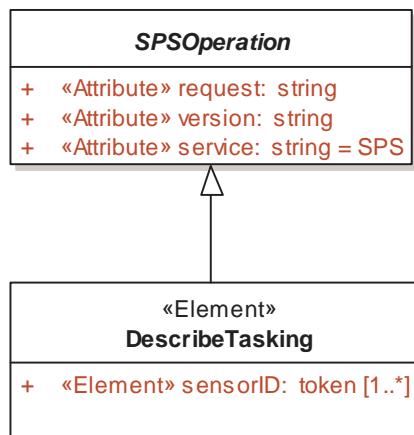 SPSOperation
+ «Attribute» request: string
+ «Attribute» version: string
+ «Attribute» service: string = SPS
«Element»
DescribeTasking
+ «Element» sensorID: token [1..*]